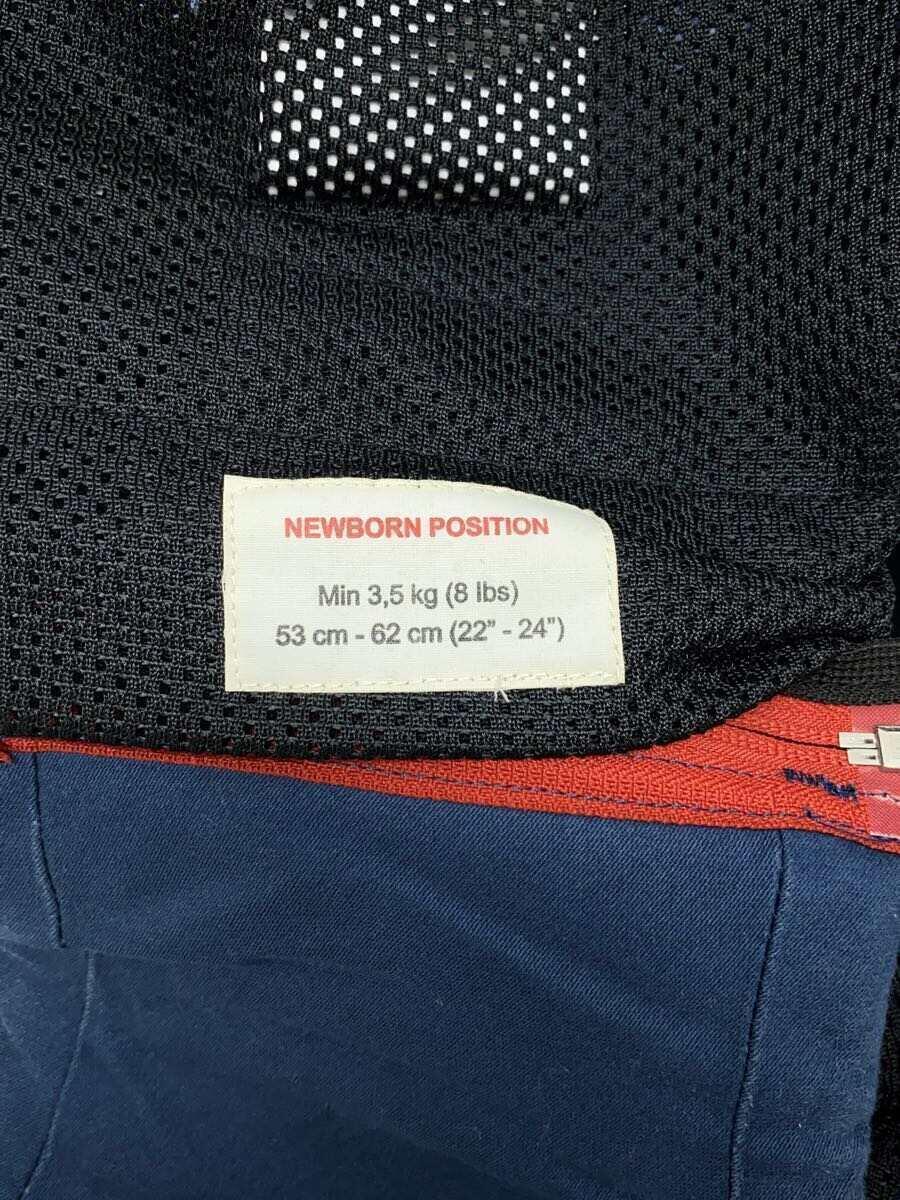 NEWBORN POSITION
Min 3,5 kg (8 lbs)
53 cm - 62 cm (22” - 24”)